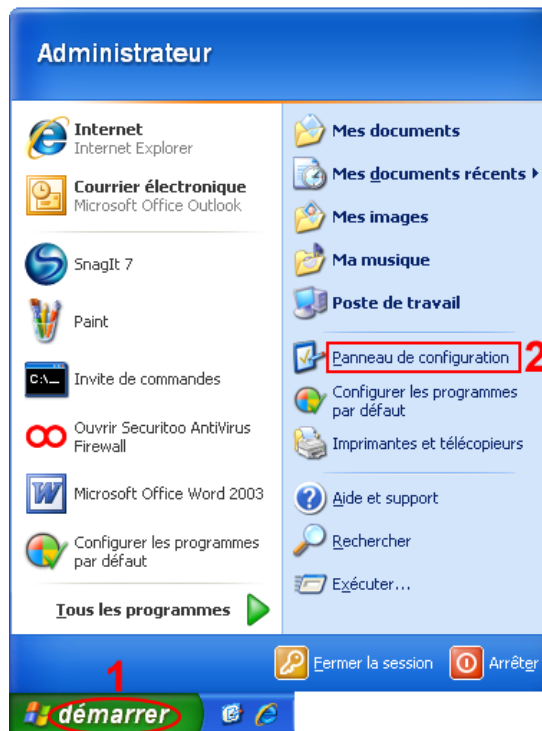 Administrateur
Internet
Internet Explorer
Courrier électronique
Microsoft Office Outlook
SnagIt 7
Paint
C:\_
Invite de commandes
Ouvrir Securitoo AntiVirus
Firewall
Microsoft Office Word 2003
Configurer les programmes
par défaut
Tous les programmes
Mes documents
Mes documents récents
Mes images
Ma musique
Poste de travail
Panneau de configuration
2
Configurer les programmes
par défaut
Imprimantes et télécopieurs
Aide et support
Rechercher
Exécuter...
Fermer la session
Arrêter
1
démarrer